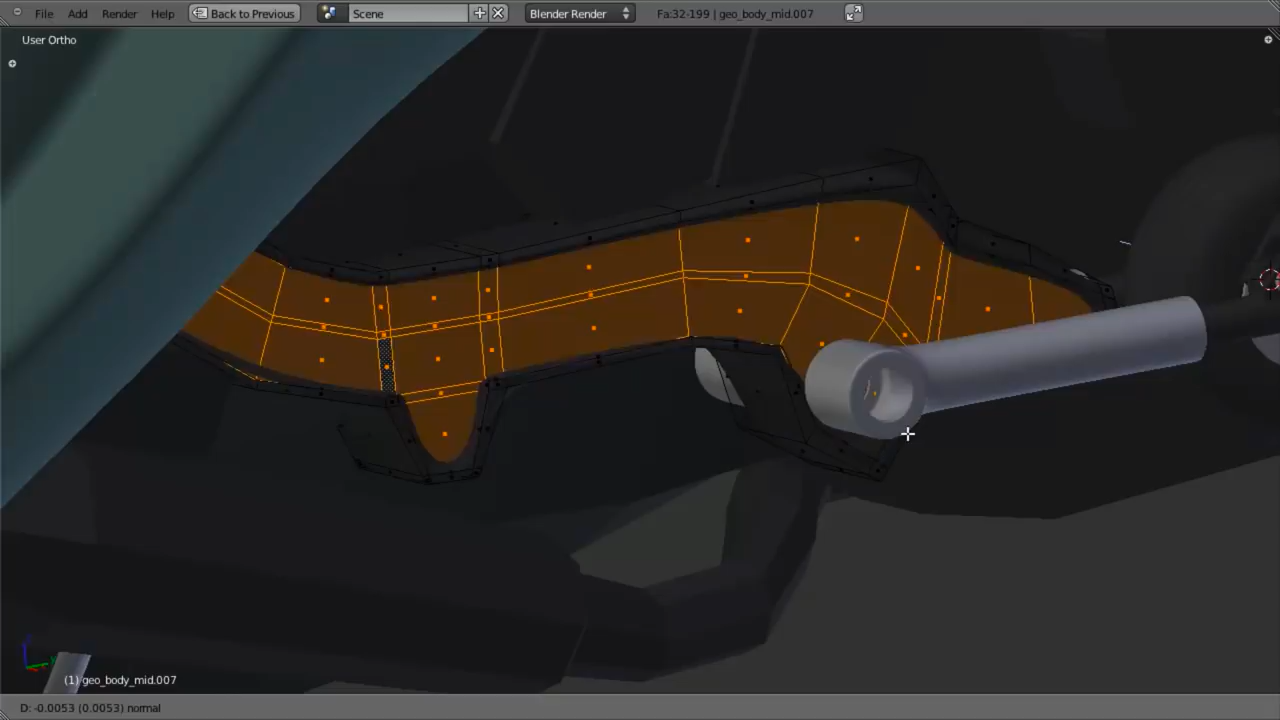 File Add Render Help Back to Previous Scene Blender Render Fa:32-199 | geo_body_mid.007
User Ortho
(1) geo_body_mid.007
D: -0.0053 (0.0053) normal